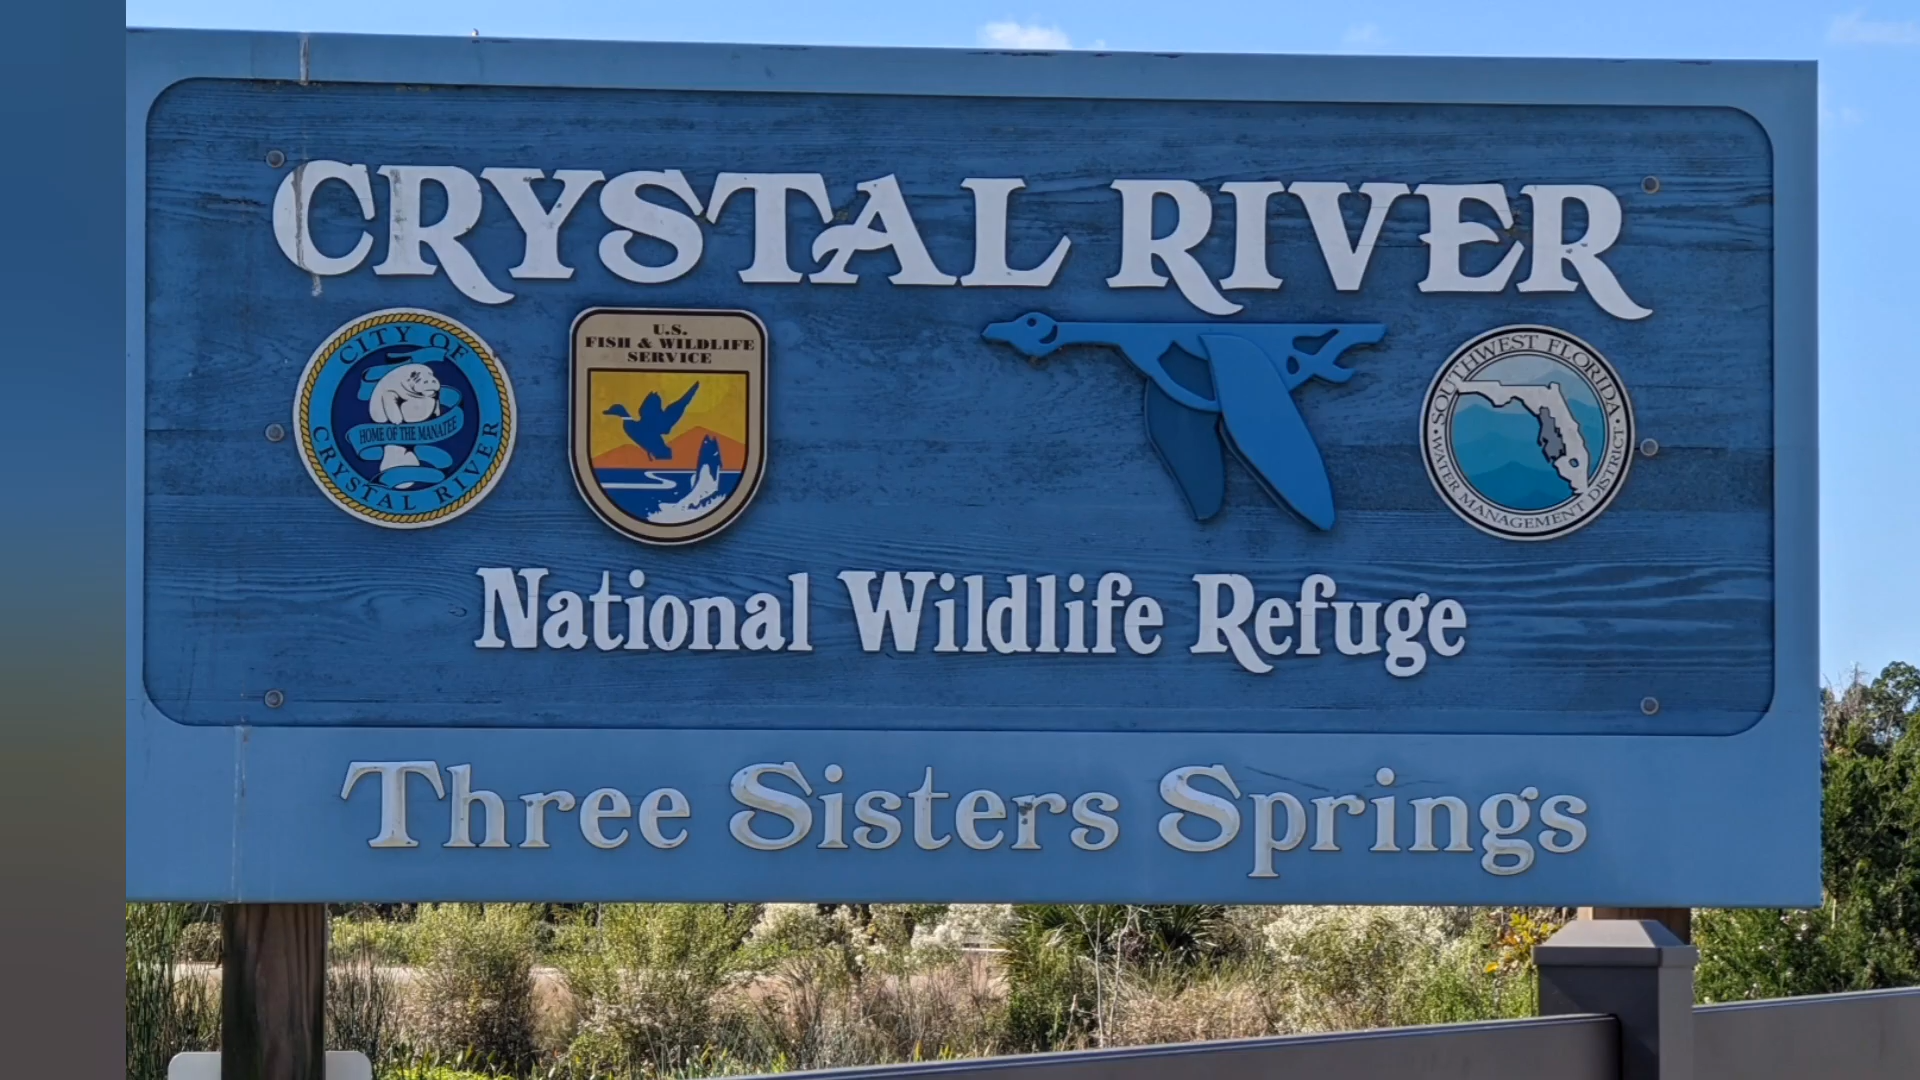 CRYSTAL RIVER
CITY OF
CRYSTAL RIVER
HOME OF THE MANATEE
U.S.
FISH & WILDLIFE
SERVICE
SOUTHWEST FLORIDA
WATER MANAGEMENT DISTRICT
National Wildlife Refuge
Three Sisters Springs